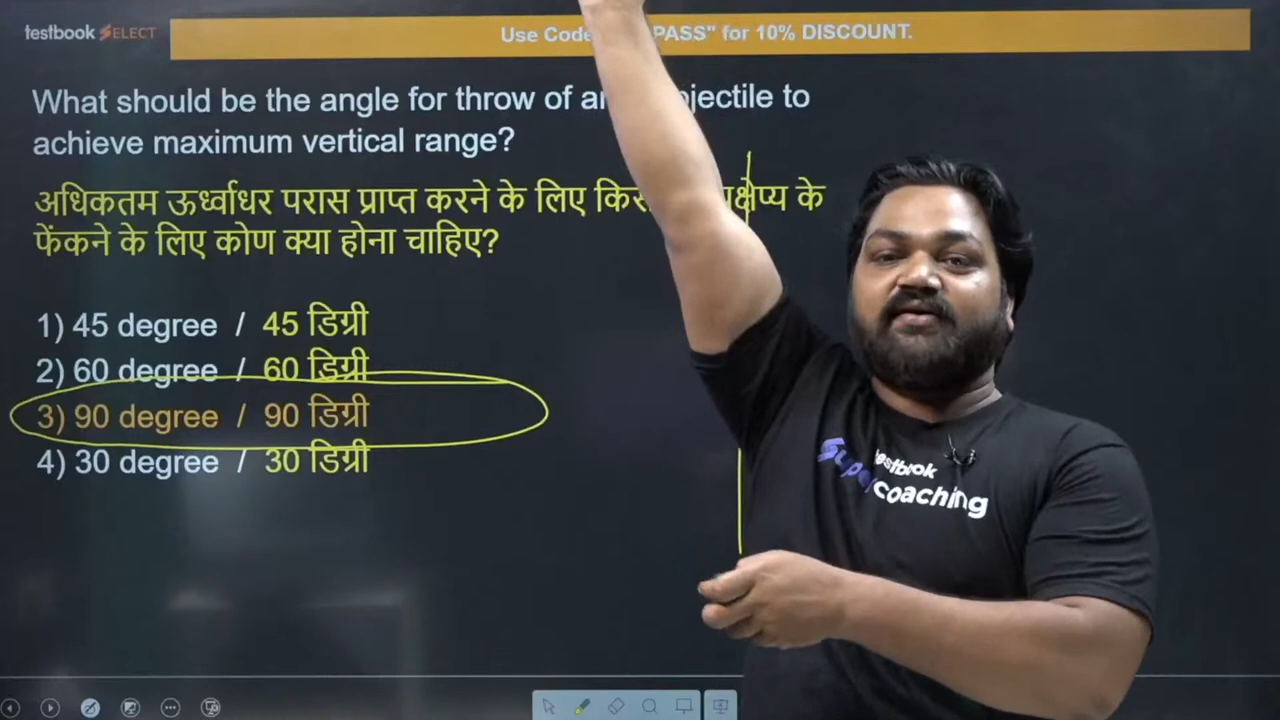 testbook SELECT
Use Code PASS" for 10% DISCOUNT.
What should be the angle for throw of to
achieve maximum vertical range?
अधिकतम ऊर्ध्वाधर परास प्राप्त करने के लिए के
फेंकने के लिए कोण क्या होना चाहिए?
1) 45 degree / 45 डिग्री
2) 60 degree / 60 डिग्री
3) 90 degree / 90 डिग्री
4) 30 degree / 30 डिग्री
testbook
Super coaching